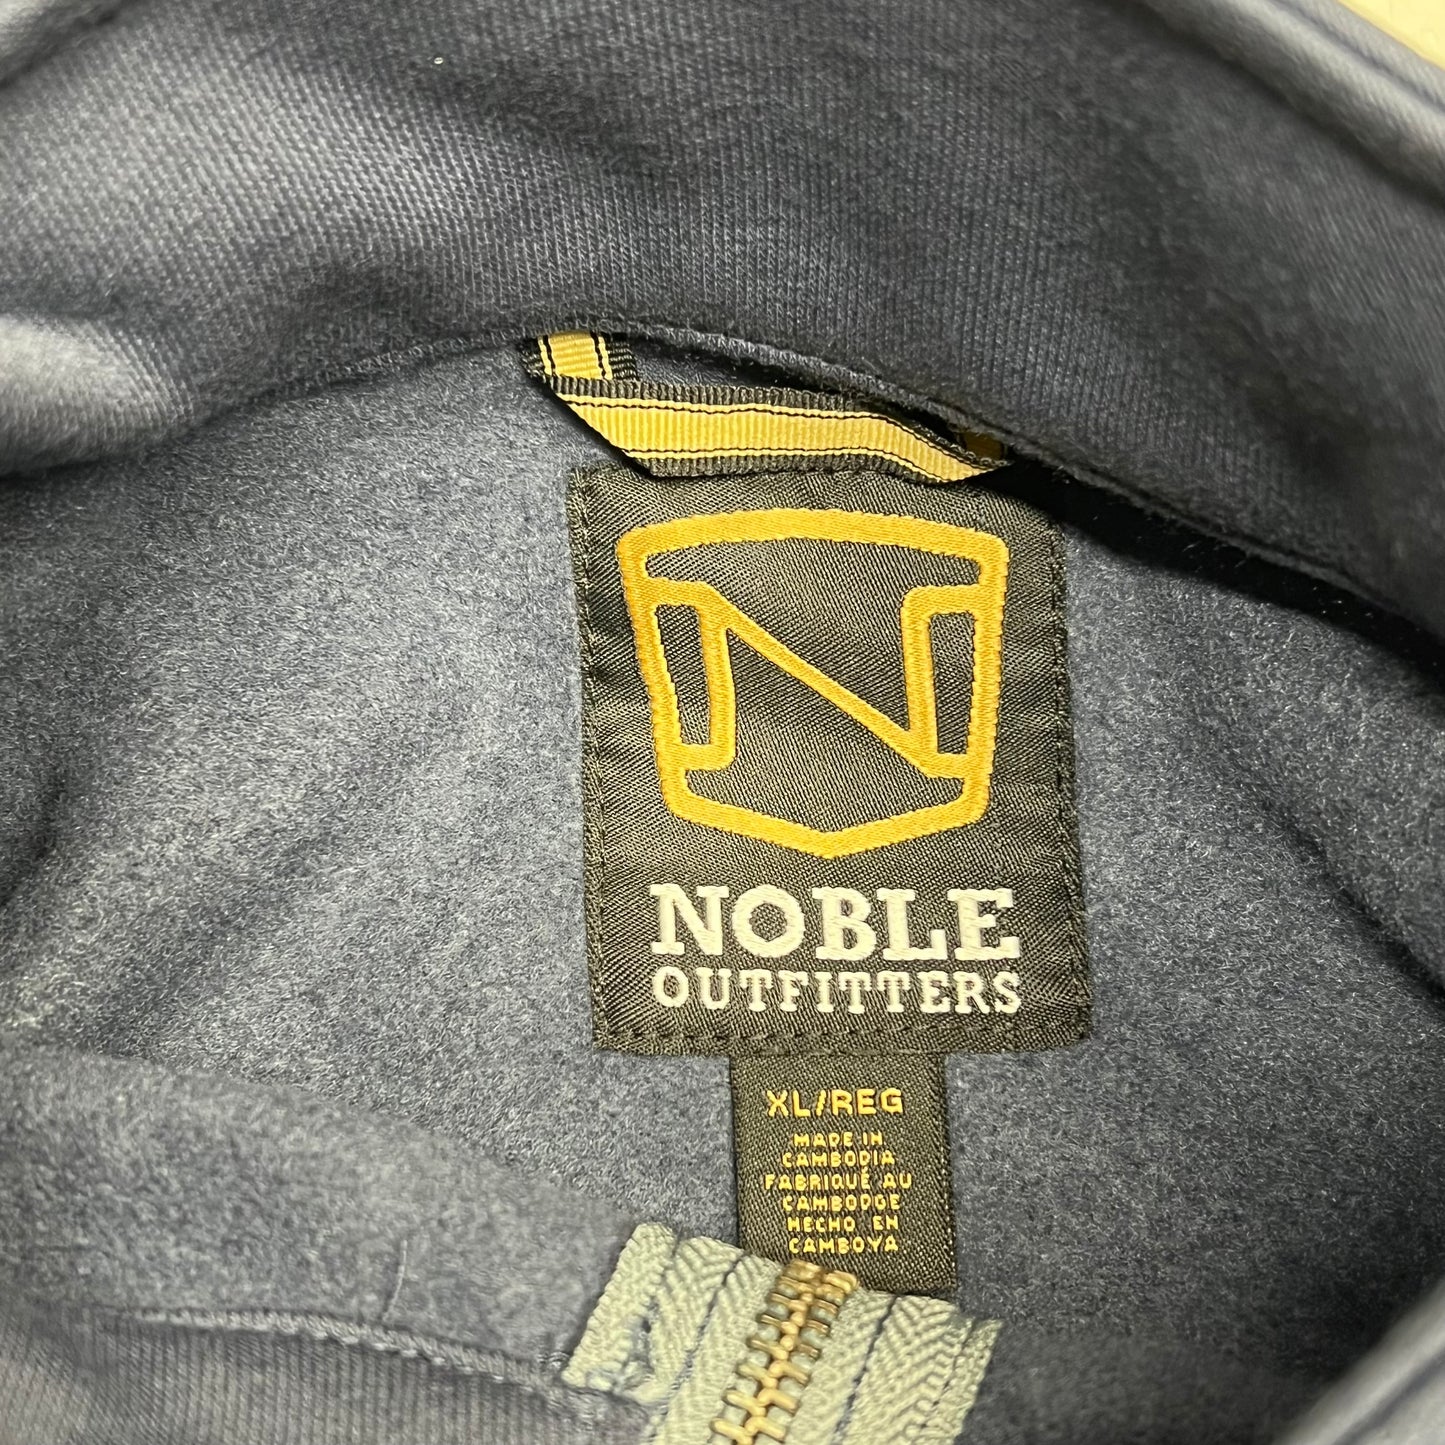 N
NOBLE
OUTFITTERS
XL/REG
MADE IN
CAMBODIA
FABRIQUÉ AU
CAMBODGE
HECHO EN
CAMBOYA